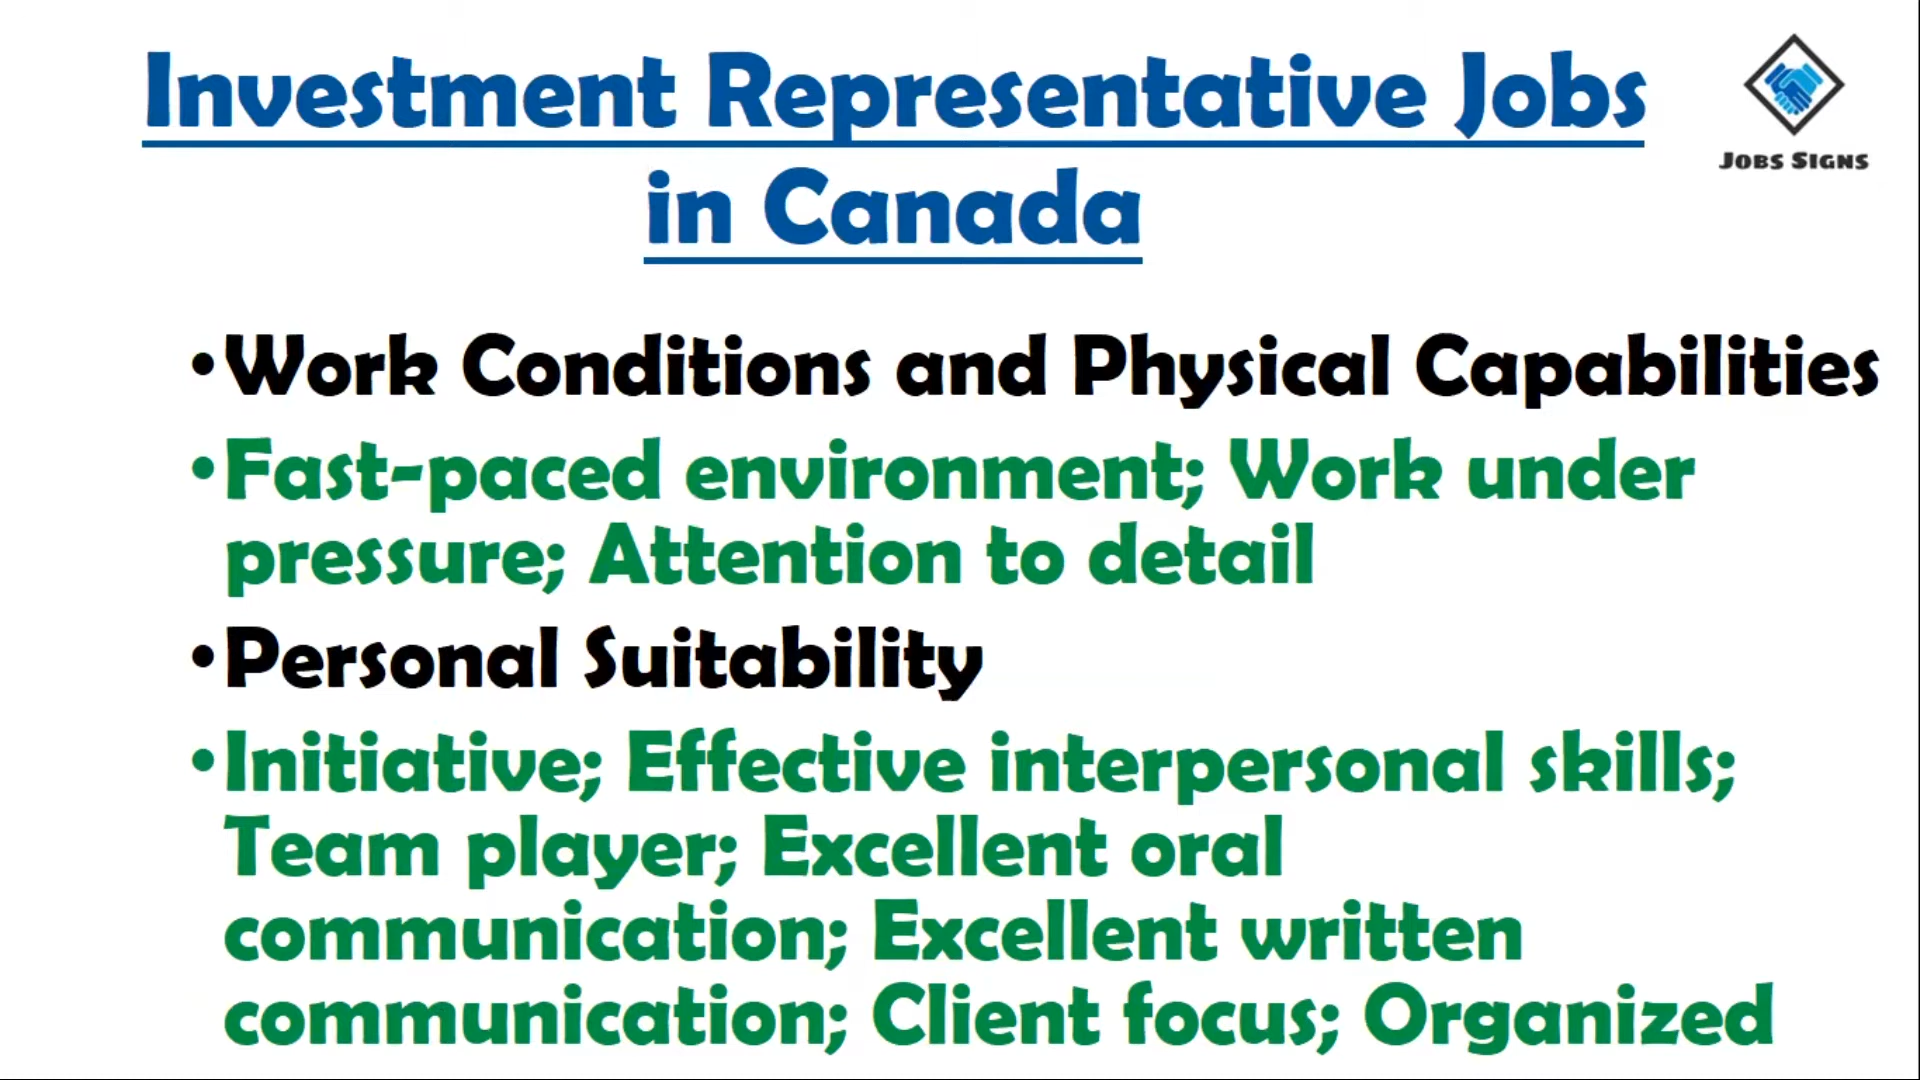 Investment Representative Jobs
in Canada
JOBS SIGNS
•Work Conditions and Physical Capabilities
•Fast-paced environment; Work under
pressure; Attention to detail
•Personal Suitability
•Initiative; Effective interpersonal skills;
Team player; Excellent oral
communication; Excellent written
communication; Client focus; Organized